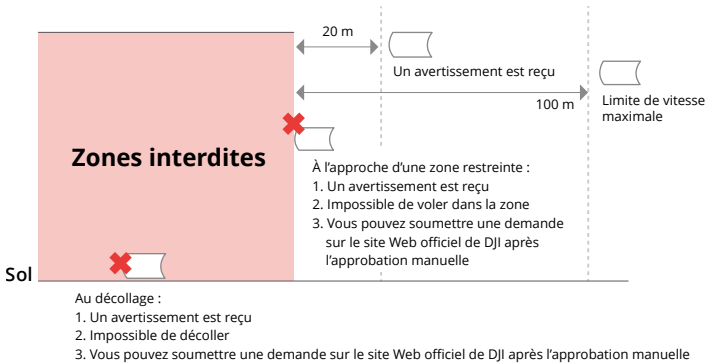 20 m
Un avertissement est reçu
100 m
Limite de vitesse
maximale
Zones interdites
À l’approche d’une zone restreinte :
1. Un avertissement est reçu
2. Impossible de voler dans la zone
3. Vous pouvez soumettre une demande
sur le site Web officiel de DJI après
l’approbation manuelle
Sol
Au décollage :
1. Un avertissement est reçu
2. Impossible de décoller
3. Vous pouvez soumettre une demande sur le site Web officiel de DJI après l’approbation manuelle